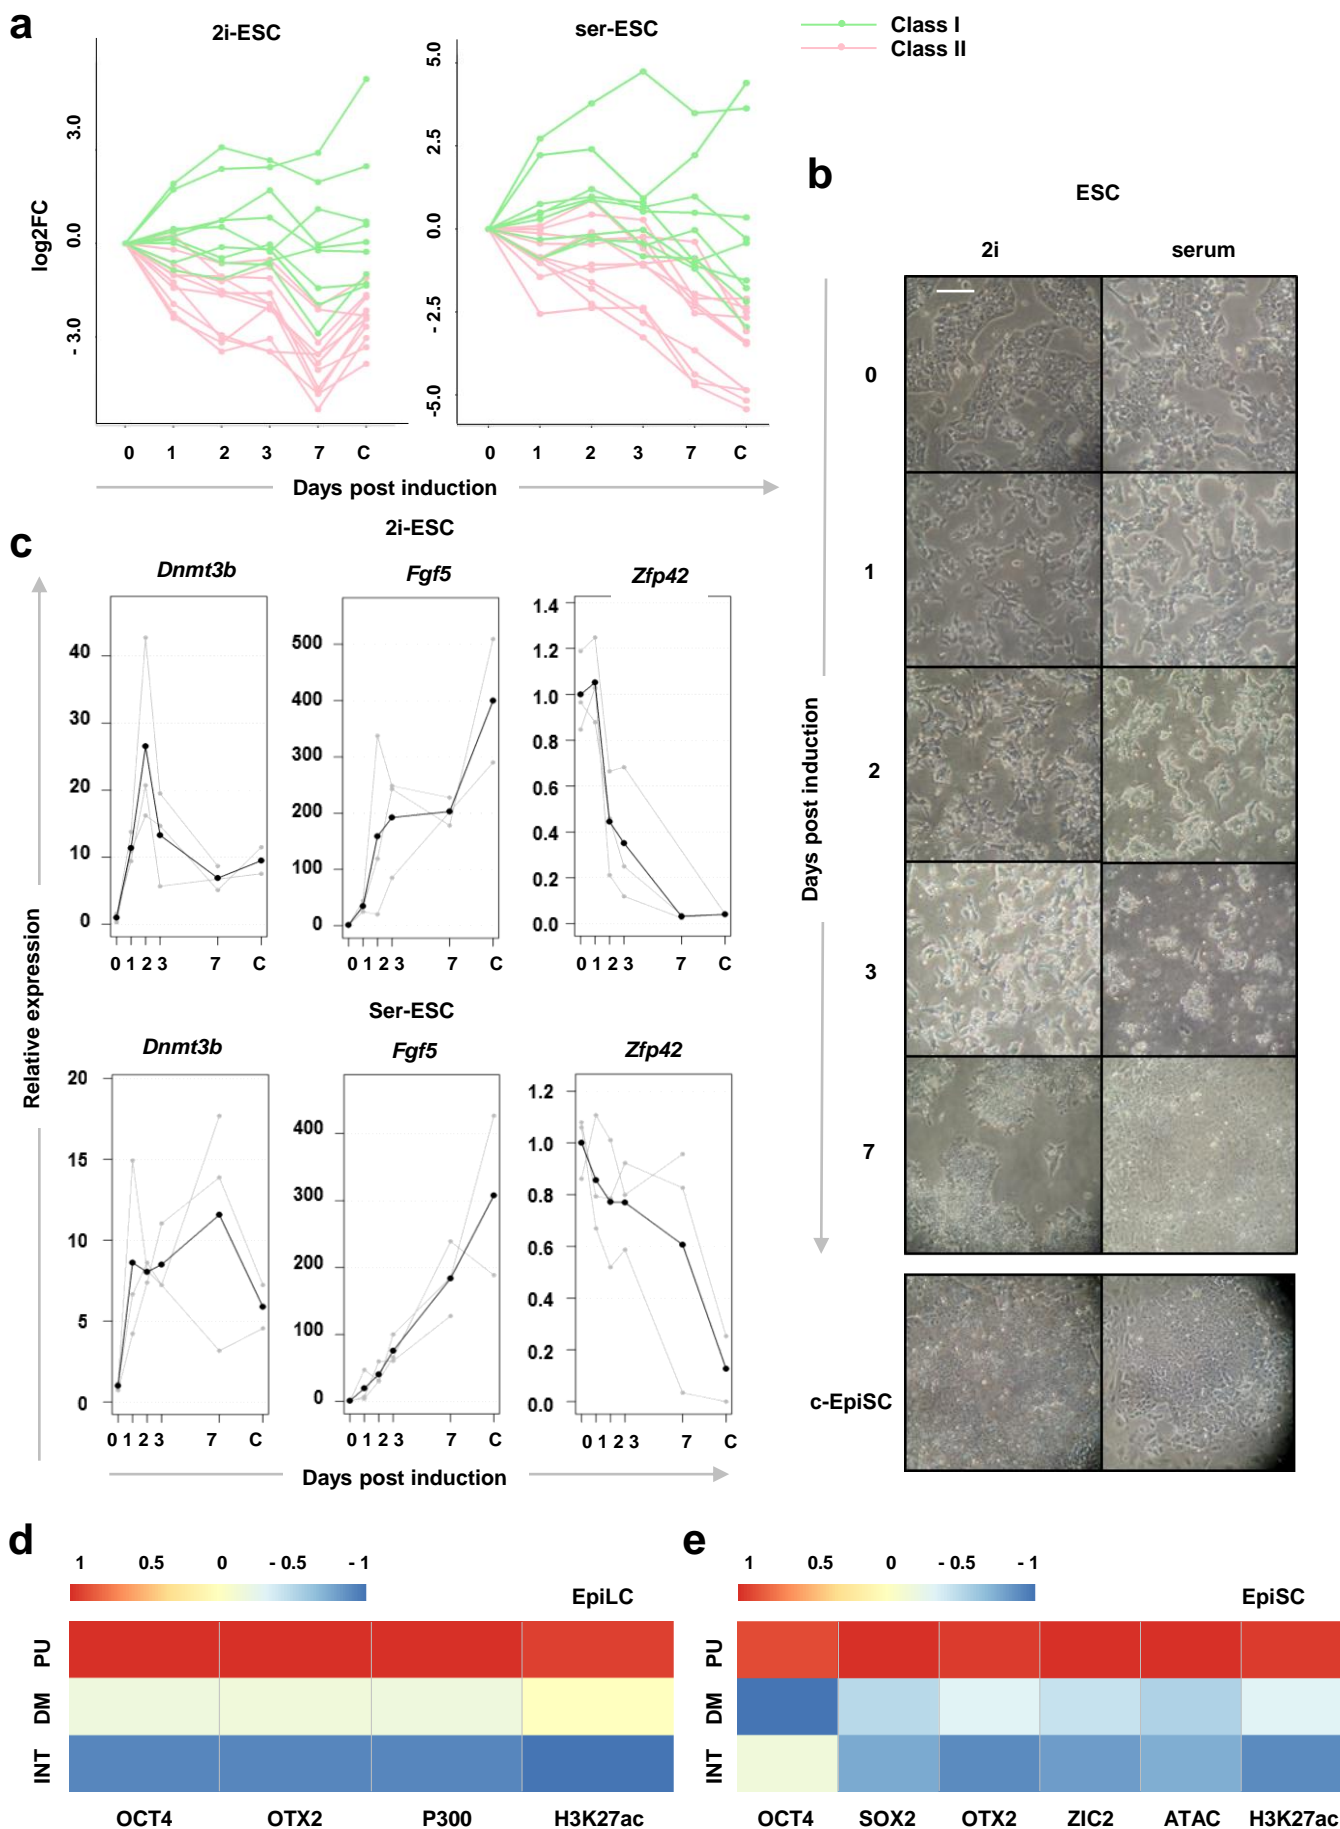 a
2i-ESC
ser-ESC
Class I
Class II
log2FC
3.0
0.0
- 3.0
5.0
2.5
0.0
- 2.5
-5.0
0 1 2 3 7 C
0 1 2 3 7 C
Days post induction
b
ESC
2i serum
Days post induction
0
1
2
3
7
c-EpiSC
c
2i-ESC
Relative expression
Dnmt3b
40
30
20
10
0
0 1 2 3 7 C
Fgf5
500
400
300
200
100
0
0 1 2 3 7 C
Zfp42
1.4
1.2
1.0
0.8
0.6
0.4
0.2
0.0
0 1 2 3 7 C
Ser-ESC
Dnmt3b
20
15
10
5
0
0 1 2 3 7 C
Fgf5
400
300
200
100
0
0 1 2 3 7 C
Zfp42
1.2
1.0
0.8
0.6
0.4
0.2
0.0
0 1 2 3 7 C
Days post induction
d
1 0.5 0 - 0.5 - 1
EpiLC
PU
DM
INT
OCT4 OTX2 P300 H3K27ac
e
1 0.5 0 - 0.5 - 1
EpiSC
PU
DM
INT
OCT4 SOX2 OTX2 ZIC2 ATAC H3K27ac